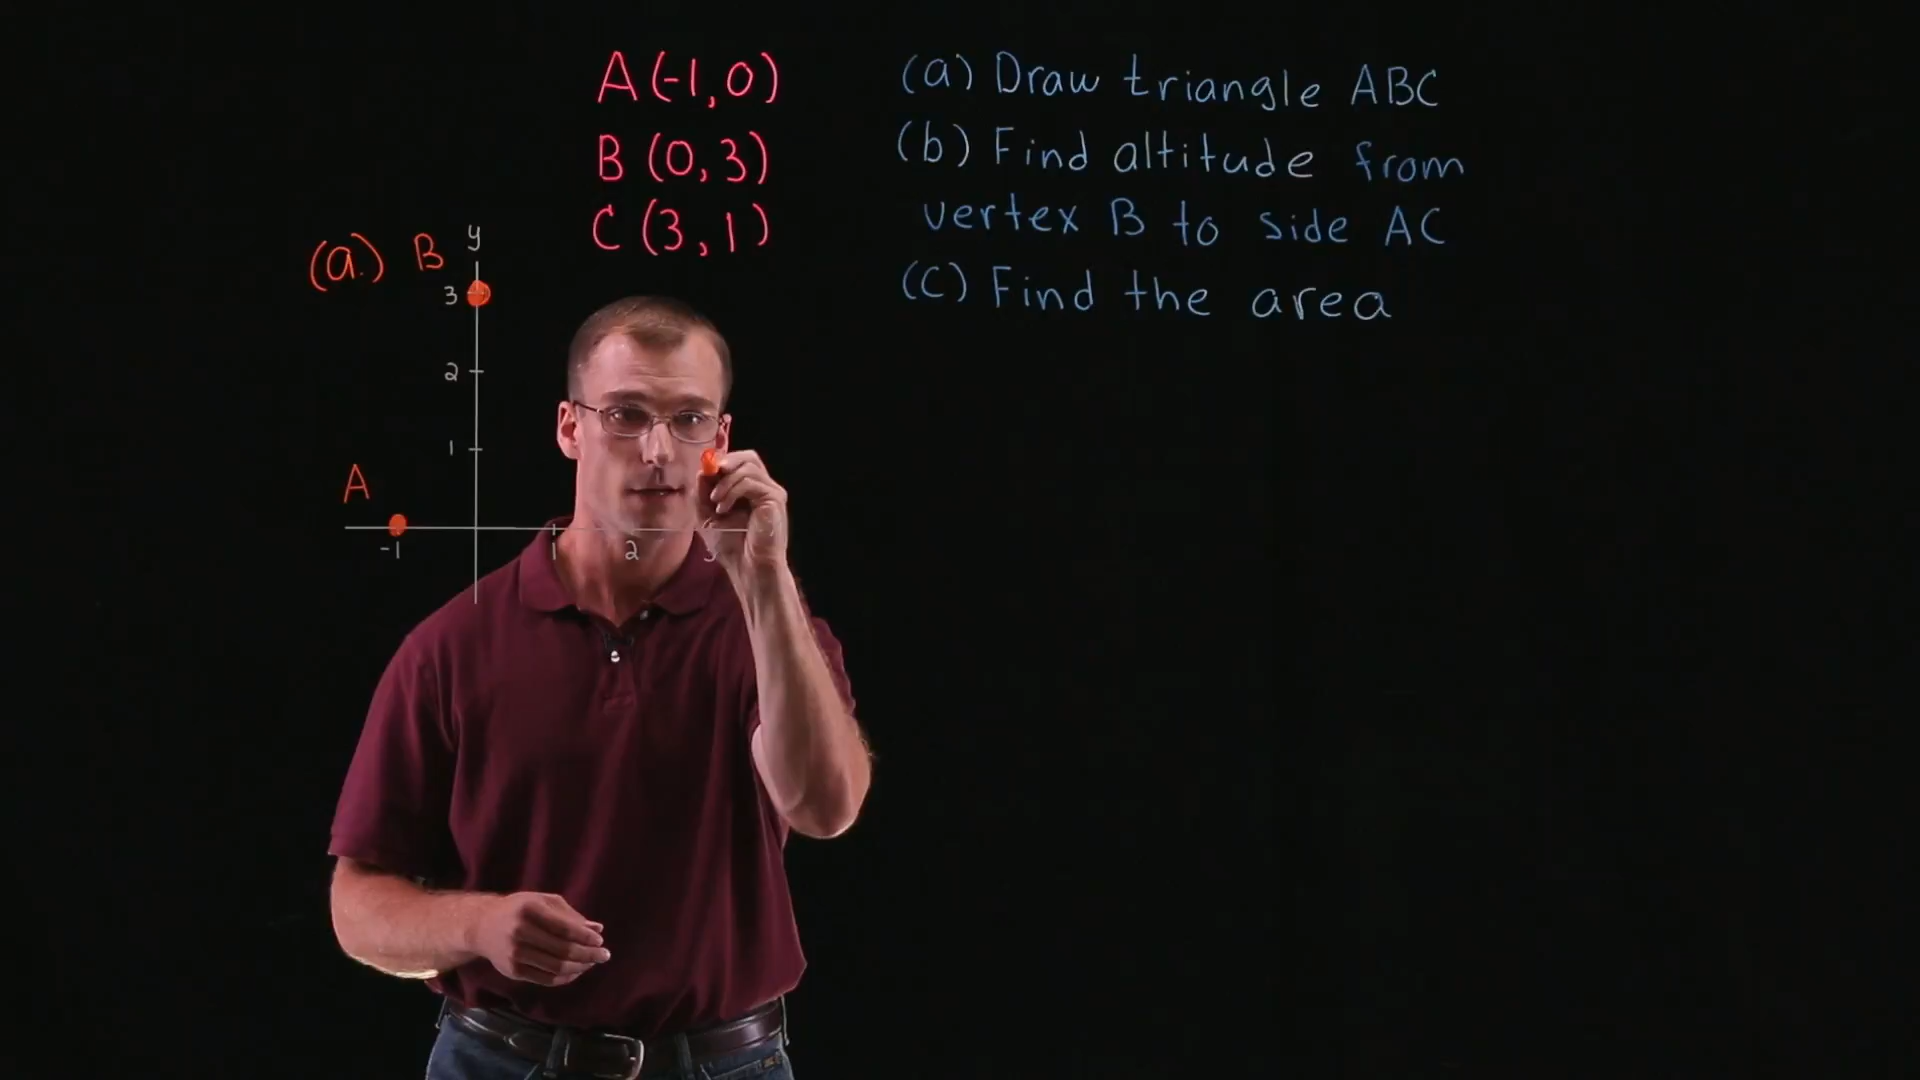 A (-1, 0)
B (0, 3)
C (3, 1)
(a) Draw triangle ABC
(b) Find altitude from
vertex B to side AC
(c) Find the area
(a.) B y
3
2
1
A
-1 1 2 3